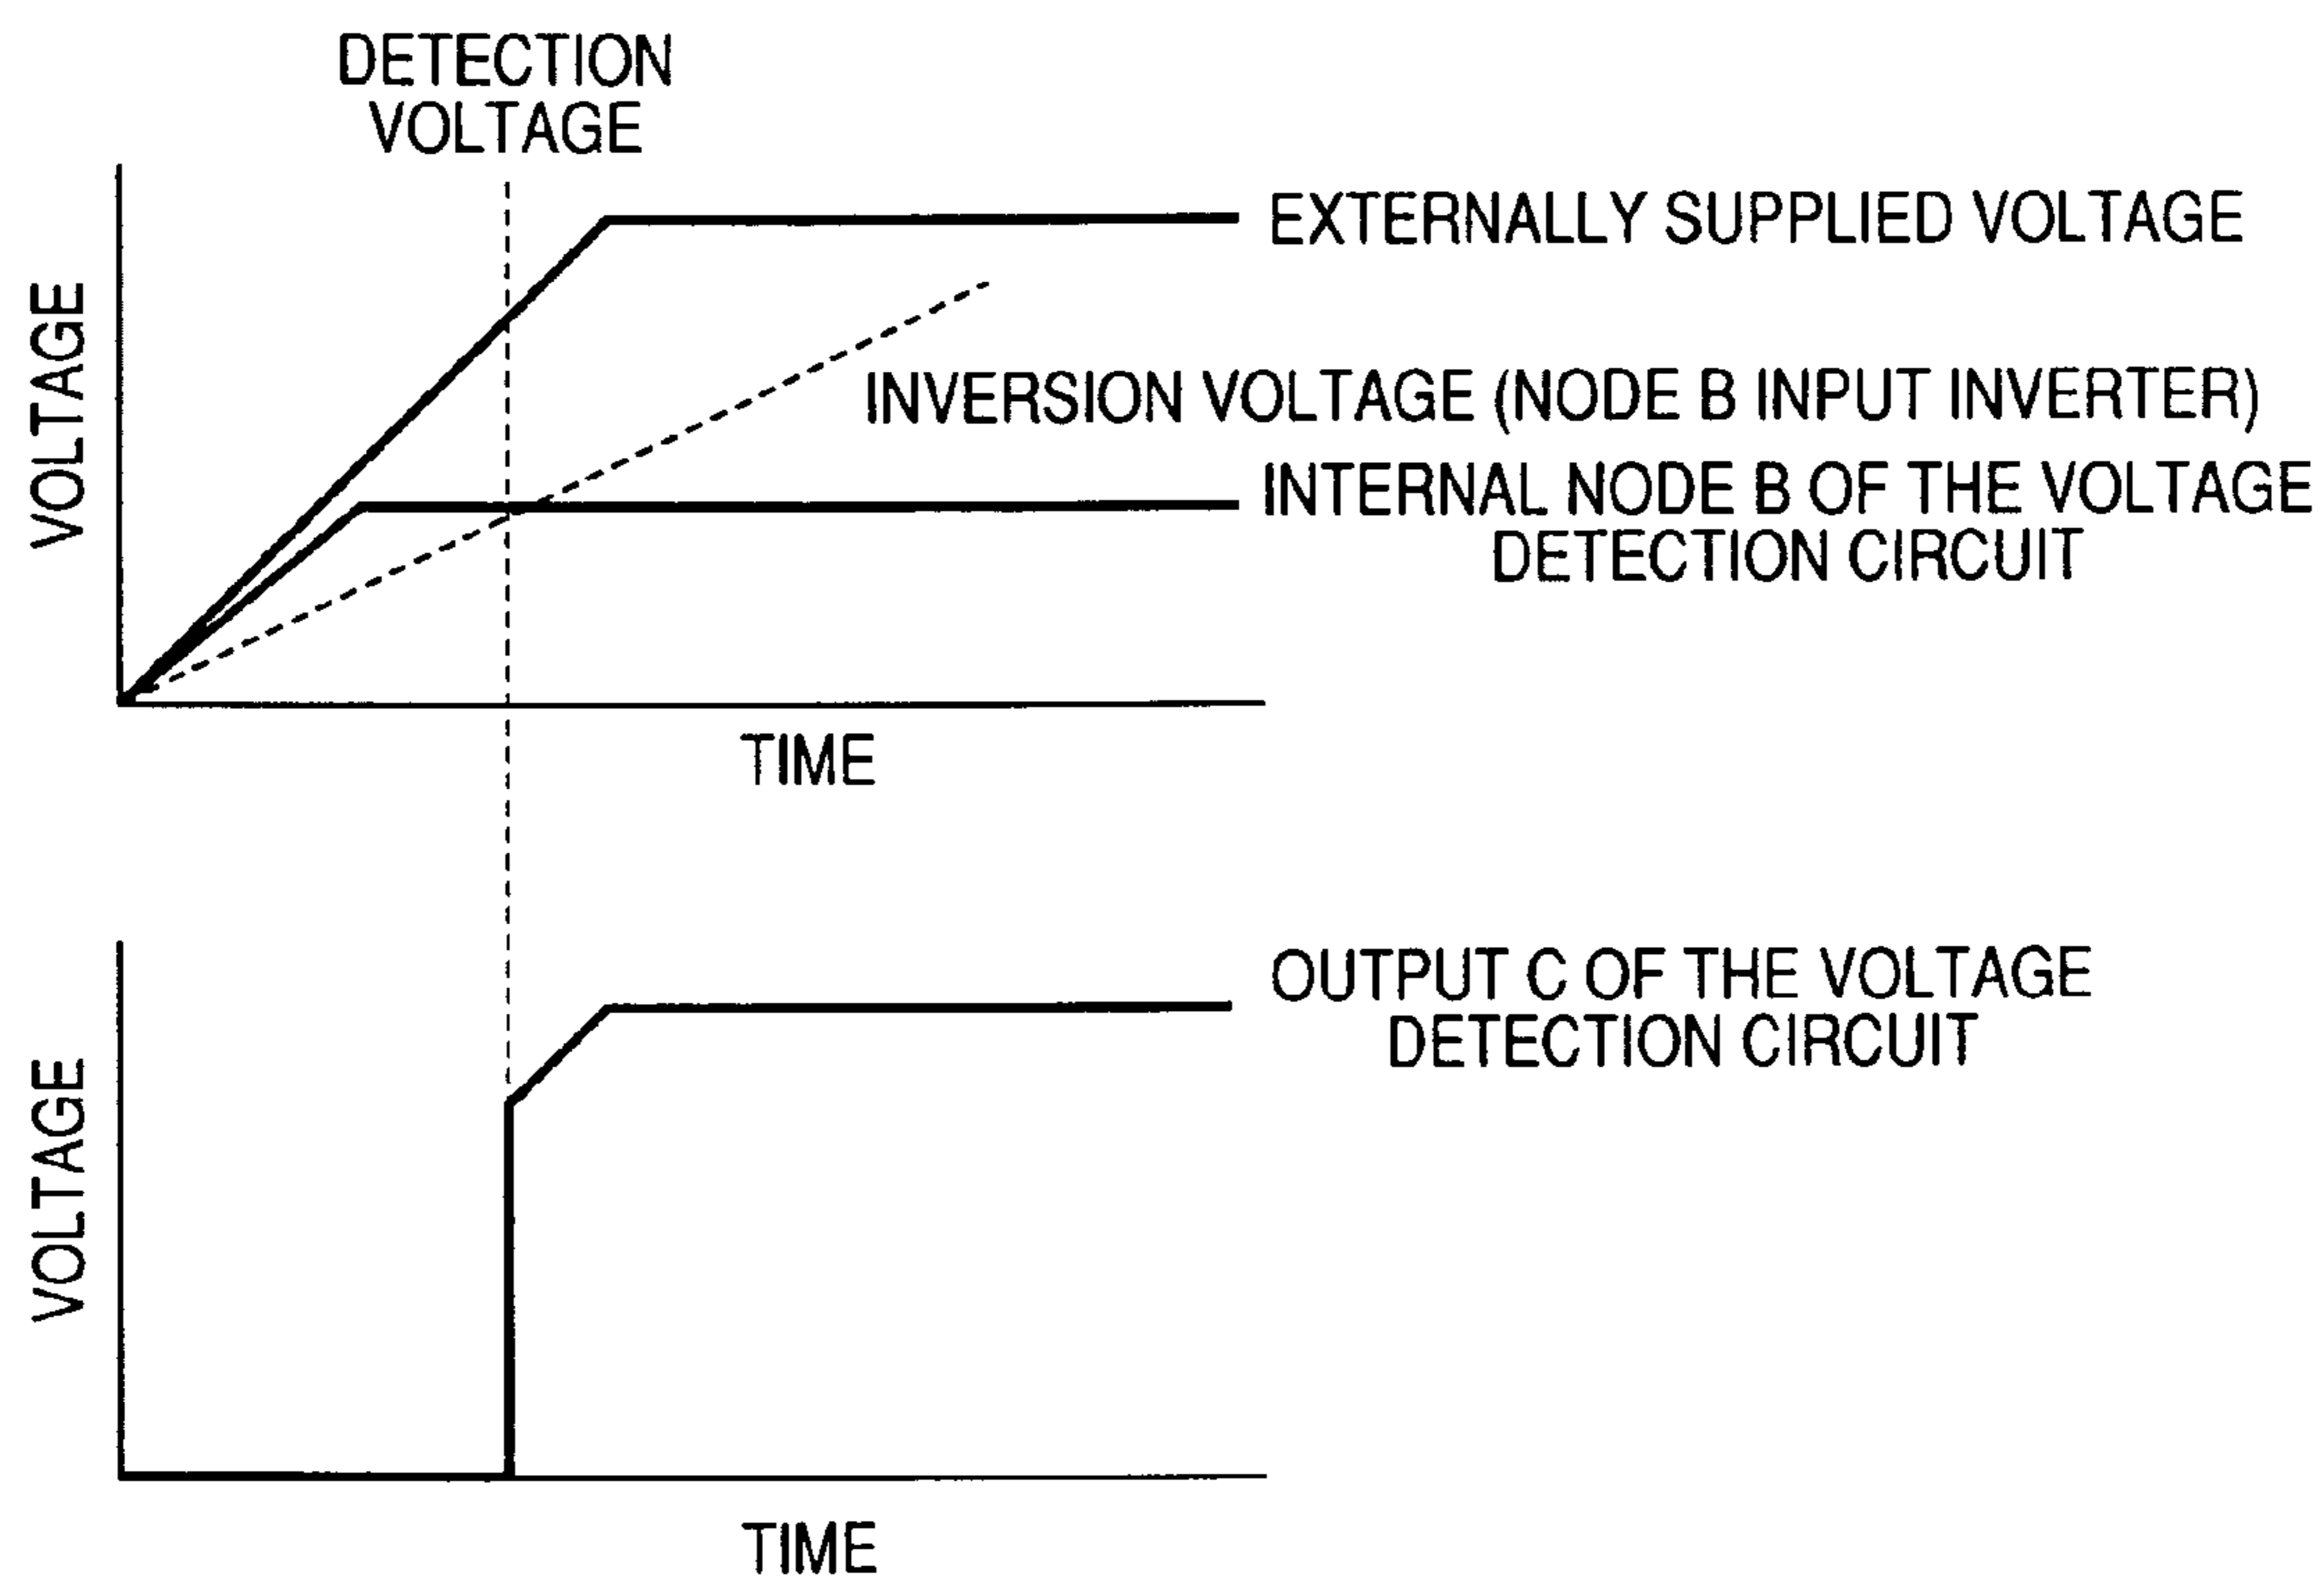 DETECTION
VOLTAGE
VOLTAGE
EXTERNALLY SUPPLIED VOLTAGE
INVERSION VOLTAGE (NODE B INPUT INVERTER)
INTERNAL NODE B OF THE VOLTAGE
DETECTION CIRCUIT
TIME
VOLTAGE
OUTPUT C OF THE VOLTAGE
DETECTION CIRCUIT
TIME